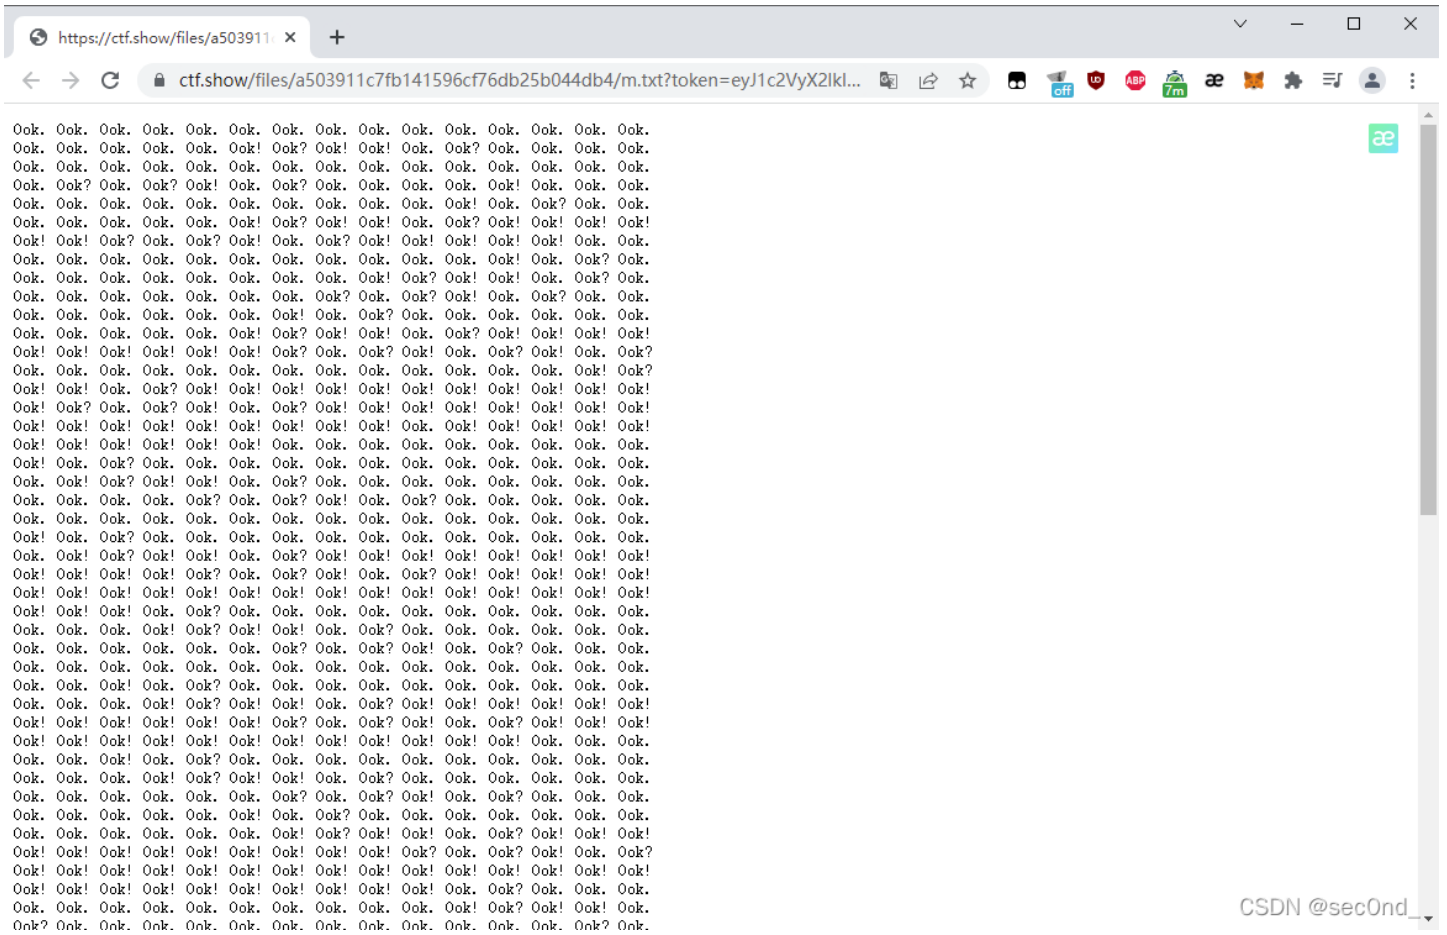 https://ctf.show/files/a503911
ctf.show/files/a503911c7fb141596cf76db25b044db4/m.txt?token=eyJ1c2VyX2lkI...
off
ABP
7m
æ
æ
Ook. Ook. Ook. Ook. Ook. Ook. Ook. Ook. Ook. Ook. Ook. Ook. Ook. Ook. Ook.
Ook. Ook. Ook. Ook. Ook. Ook! Ook? Ook! Ook! Ook. Ook? Ook. Ook. Ook. Ook.
Ook. Ook. Ook. Ook. Ook. Ook. Ook. Ook. Ook. Ook. Ook. Ook. Ook. Ook. Ook.
Ook. Ook? Ook. Ook? Ook! Ook. Ook? Ook. Ook. Ook. Ook. Ook! Ook. Ook. Ook.
Ook. Ook. Ook. Ook. Ook. Ook. Ook. Ook. Ook. Ook. Ook! Ook. Ook? Ook. Ook.
Ook. Ook. Ook. Ook. Ook. Ook! Ook? Ook! Ook! Ook. Ook? Ook! Ook! Ook! Ook!
Ook! Ook! Ook? Ook. Ook? Ook! Ook. Ook? Ook! Ook! Ook! Ook! Ook! Ook. Ook.
Ook. Ook. Ook. Ook. Ook. Ook. Ook. Ook. Ook. Ook. Ook. Ook! Ook. Ook? Ook.
Ook. Ook. Ook. Ook. Ook. Ook. Ook. Ook. Ook! Ook? Ook! Ook! Ook. Ook? Ook.
Ook. Ook. Ook. Ook. Ook. Ook. Ook. Ook? Ook. Ook? Ook! Ook. Ook? Ook. Ook.
Ook. Ook. Ook. Ook. Ook. Ook. Ook! Ook. Ook? Ook. Ook. Ook. Ook. Ook. Ook.
Ook. Ook. Ook. Ook. Ook. Ook! Ook? Ook! Ook! Ook. Ook? Ook! Ook! Ook! Ook!
Ook! Ook! Ook! Ook! Ook! Ook! Ook? Ook. Ook? Ook! Ook. Ook? Ook! Ook. Ook?
Ook. Ook. Ook. Ook. Ook. Ook. Ook. Ook. Ook. Ook. Ook. Ook. Ook. Ook! Ook?
Ook! Ook! Ook. Ook? Ook! Ook! Ook! Ook! Ook! Ook! Ook! Ook! Ook! Ook! Ook!
Ook! Ook? Ook. Ook? Ook! Ook. Ook? Ook! Ook! Ook! Ook! Ook! Ook! Ook! Ook!
Ook! Ook! Ook! Ook! Ook! Ook! Ook! Ook! Ook! Ook! Ook! Ook! Ook! Ook! Ook!
Ook! Ook! Ook! Ook! Ook! Ook! Ook. Ook. Ook. Ook. Ook. Ook. Ook. Ook. Ook.
Ook! Ook. Ook? Ook. Ook. Ook. Ook. Ook. Ook. Ook. Ook. Ook. Ook. Ook. Ook.
Ook. Ook! Ook? Ook! Ook! Ook. Ook? Ook. Ook. Ook. Ook. Ook. Ook. Ook. Ook.
Ook. Ook. Ook. Ook. Ook? Ook. Ook? Ook! Ook. Ook? Ook. Ook. Ook. Ook. Ook.
Ook. Ook. Ook. Ook. Ook. Ook. Ook. Ook. Ook. Ook. Ook. Ook. Ook. Ook. Ook.
Ook! Ook. Ook? Ook. Ook. Ook. Ook. Ook. Ook. Ook. Ook. Ook. Ook. Ook. Ook.
Ook. Ook! Ook? Ook! Ook! Ook. Ook? Ook! Ook! Ook! Ook! Ook! Ook! Ook! Ook!
Ook! Ook! Ook! Ook! Ook? Ook. Ook? Ook! Ook. Ook? Ook! Ook! Ook! Ook! Ook!
Ook! Ook! Ook! Ook! Ook! Ook! Ook! Ook! Ook! Ook! Ook! Ook! Ook! Ook! Ook!
Ook! Ook! Ook! Ook. Ook? Ook. Ook. Ook. Ook. Ook. Ook. Ook. Ook. Ook. Ook.
Ook. Ook. Ook. Ook! Ook? Ook! Ook! Ook. Ook? Ook. Ook. Ook. Ook. Ook. Ook.
Ook. Ook. Ook. Ook. Ook. Ook. Ook? Ook. Ook? Ook! Ook. Ook? Ook. Ook. Ook.
Ook. Ook. Ook. Ook. Ook. Ook. Ook. Ook. Ook. Ook. Ook. Ook. Ook. Ook. Ook.
Ook. Ook. Ook! Ook. Ook? Ook. Ook. Ook. Ook. Ook. Ook. Ook. Ook. Ook. Ook.
Ook. Ook. Ook. Ook! Ook? Ook! Ook! Ook. Ook? Ook! Ook! Ook! Ook! Ook! Ook!
Ook! Ook! Ook! Ook! Ook! Ook! Ook? Ook. Ook? Ook! Ook. Ook? Ook! Ook! Ook!
Ook! Ook! Ook! Ook! Ook! Ook! Ook! Ook! Ook! Ook! Ook! Ook! Ook. Ook. Ook.
Ook. Ook. Ook! Ook. Ook? Ook. Ook. Ook. Ook. Ook. Ook. Ook. Ook. Ook. Ook.
Ook. Ook. Ook. Ook! Ook? Ook! Ook! Ook. Ook? Ook. Ook. Ook. Ook. Ook. Ook.
Ook. Ook. Ook. Ook. Ook. Ook. Ook? Ook. Ook? Ook! Ook. Ook? Ook. Ook. Ook.
Ook. Ook. Ook. Ook. Ook. Ook! Ook. Ook? Ook. Ook. Ook. Ook. Ook. Ook. Ook.
Ook. Ook. Ook. Ook. Ook. Ook. Ook! Ook? Ook! Ook! Ook. Ook? Ook! Ook! Ook!
Ook! Ook! Ook! Ook! Ook! Ook! Ook! Ook! Ook! Ook? Ook. Ook? Ook! Ook. Ook?
Ook! Ook! Ook! Ook! Ook! Ook! Ook! Ook! Ook! Ook! Ook! Ook! Ook! Ook! Ook!
Ook! Ook! Ook! Ook! Ook! Ook! Ook! Ook! Ook! Ook! Ook. Ook? Ook. Ook. Ook.
Ook. Ook. Ook. Ook. Ook. Ook. Ook. Ook. Ook. Ook. Ook! Ook? Ook! Ook! Ook.
Ook? Ook. Ook. Ook. Ook. Ook. Ook. Ook. Ook. Ook. Ook. Ook. Ook. Ook? Ook.
CSDN @sec0nd_